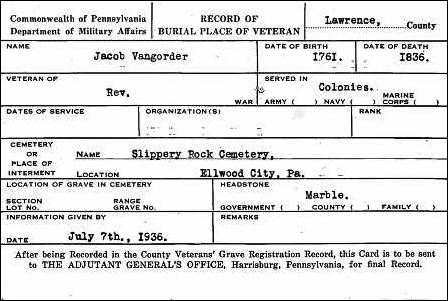 Commonwealth of Pennsylvania
Department of Military Affairs
RECORD OF
BURIAL PLACE OF VETERAN
Lawrence,
County
NAME
Jacob Vangorder
DATE OF BIRTH
1761.
DATE OF DEATH
1836.
VETERAN OF
Rev.
WAR
SERVED IN
Colonies.
ARMY ( ) NAVY ( ) MARINE CORPS ( )
DATES OF SERVICE
ORGANIZATION(S)
RANK
- - - -
CEMETERY
OR
PLACE OF
INTERMENT
NAME Slippery Rock Cemetery,
LOCATION Ellwood City, Pa.
LOCATION OF GRAVE IN CEMETERY
SECTION RANGE
LOT NO. GRAVE NO.
HEADSTONE
Marble.
GOVERNMENT ( ) COUNTY ( ) FAMILY ( )
INFORMATION GIVEN BY
DATE July 7th., 1936.
REMARKS
After being Recorded in the County Veterans' Grave Registration Record, this Card is to be sent
to THE ADJUTANT GENERAL'S OFFICE, Harrisburg, Pennsylvania, for final Record.